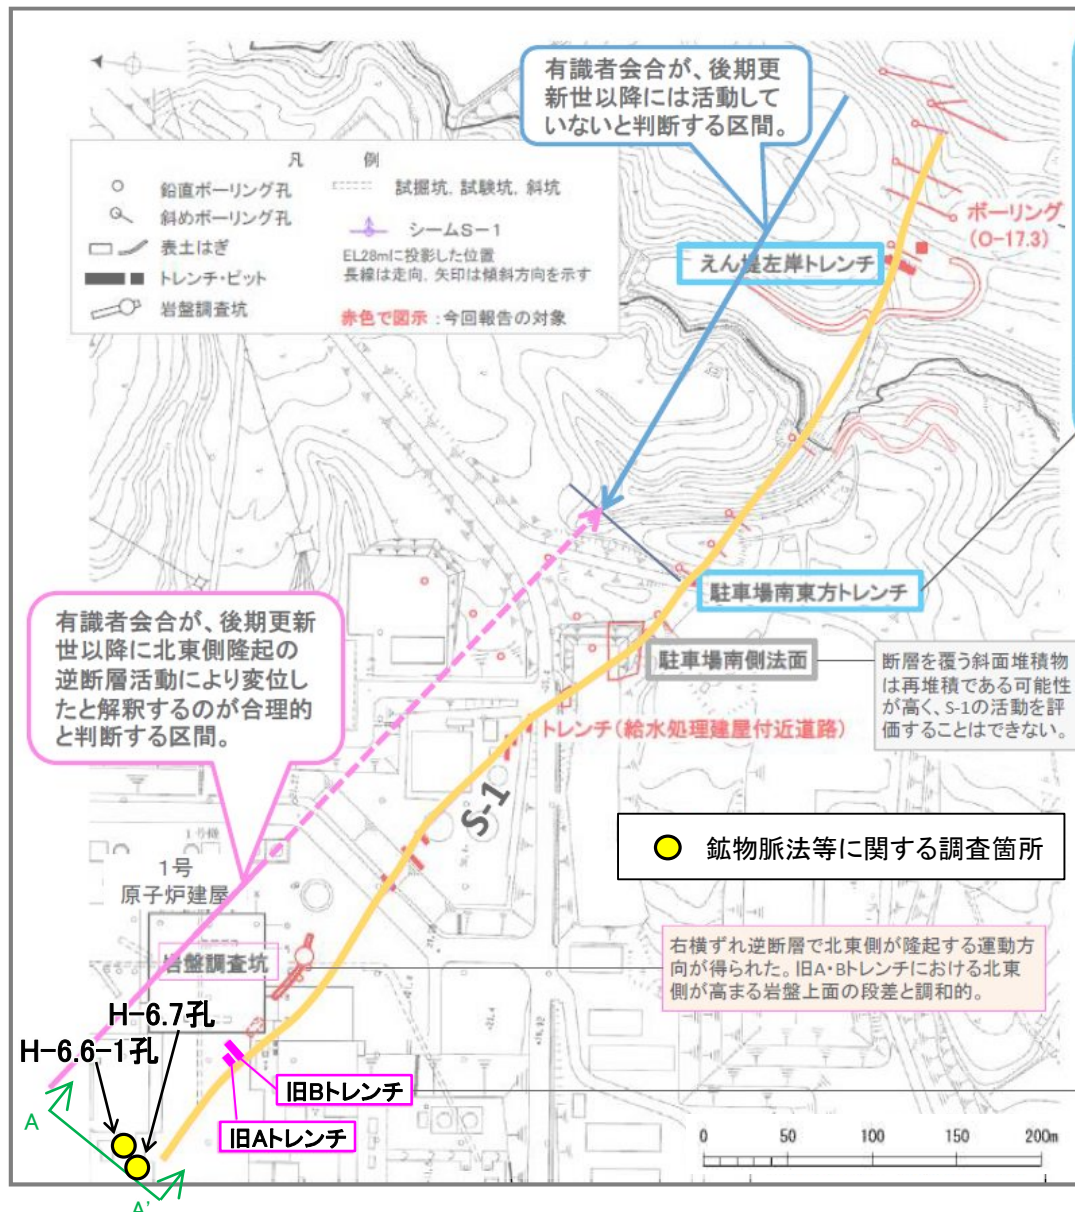 有識者会合が、後期更
新世以降には活動して
いないと判断する区間。
凡　例
鉛直ボーリング孔
試掘坑, 試験坑, 斜坑
斜めボーリング孔
シームS－1
表土はぎ
EL28mに投影した位置
長線は走向, 矢印は傾斜方向を示す
トレンチ・ピット
岩盤調査坑
赤色で図示：今回報告の対象
ボーリング
(O-17.3)
えん堤左岸トレンチ
駐車場南東方トレンチ
有識者会合が、後期更新
世以降に北東側隆起の
逆断層活動により変位し
たと解釈するのが合理的
と判断する区間。
駐車場南側法面
断層を覆う斜面堆積物
は再堆積である可能性
が高く、S-1の活動を評
価することはできない。
トレンチ(給水処理建屋付近道路)
S-1
鉱物脈法等に関する調査箇所
1号機
1号
原子炉建屋
岩盤調査坑
右横ずれ逆断層で北東側が隆起する運動方
向が得られた。旧A・Bトレンチにおける北東
側が高まる岩盤上面の段差と調和的。
H-6.7孔
H-6.6-1孔
旧Bトレンチ
旧Aトレンチ
A
A'
0 50 100 150 200m